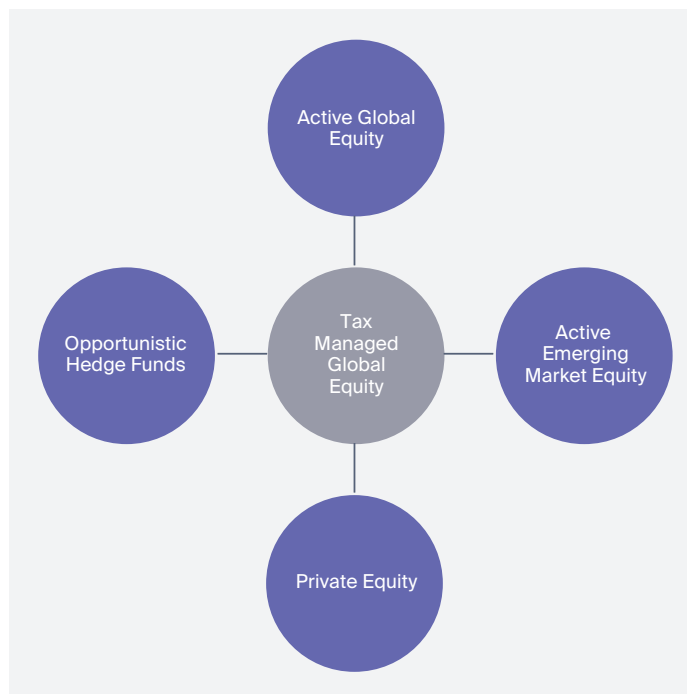 Active Global
Equity
Opportunistic
Hedge Funds
Tax
Managed
Global
Equity
Active
Emerging
Market Equity
Private Equity